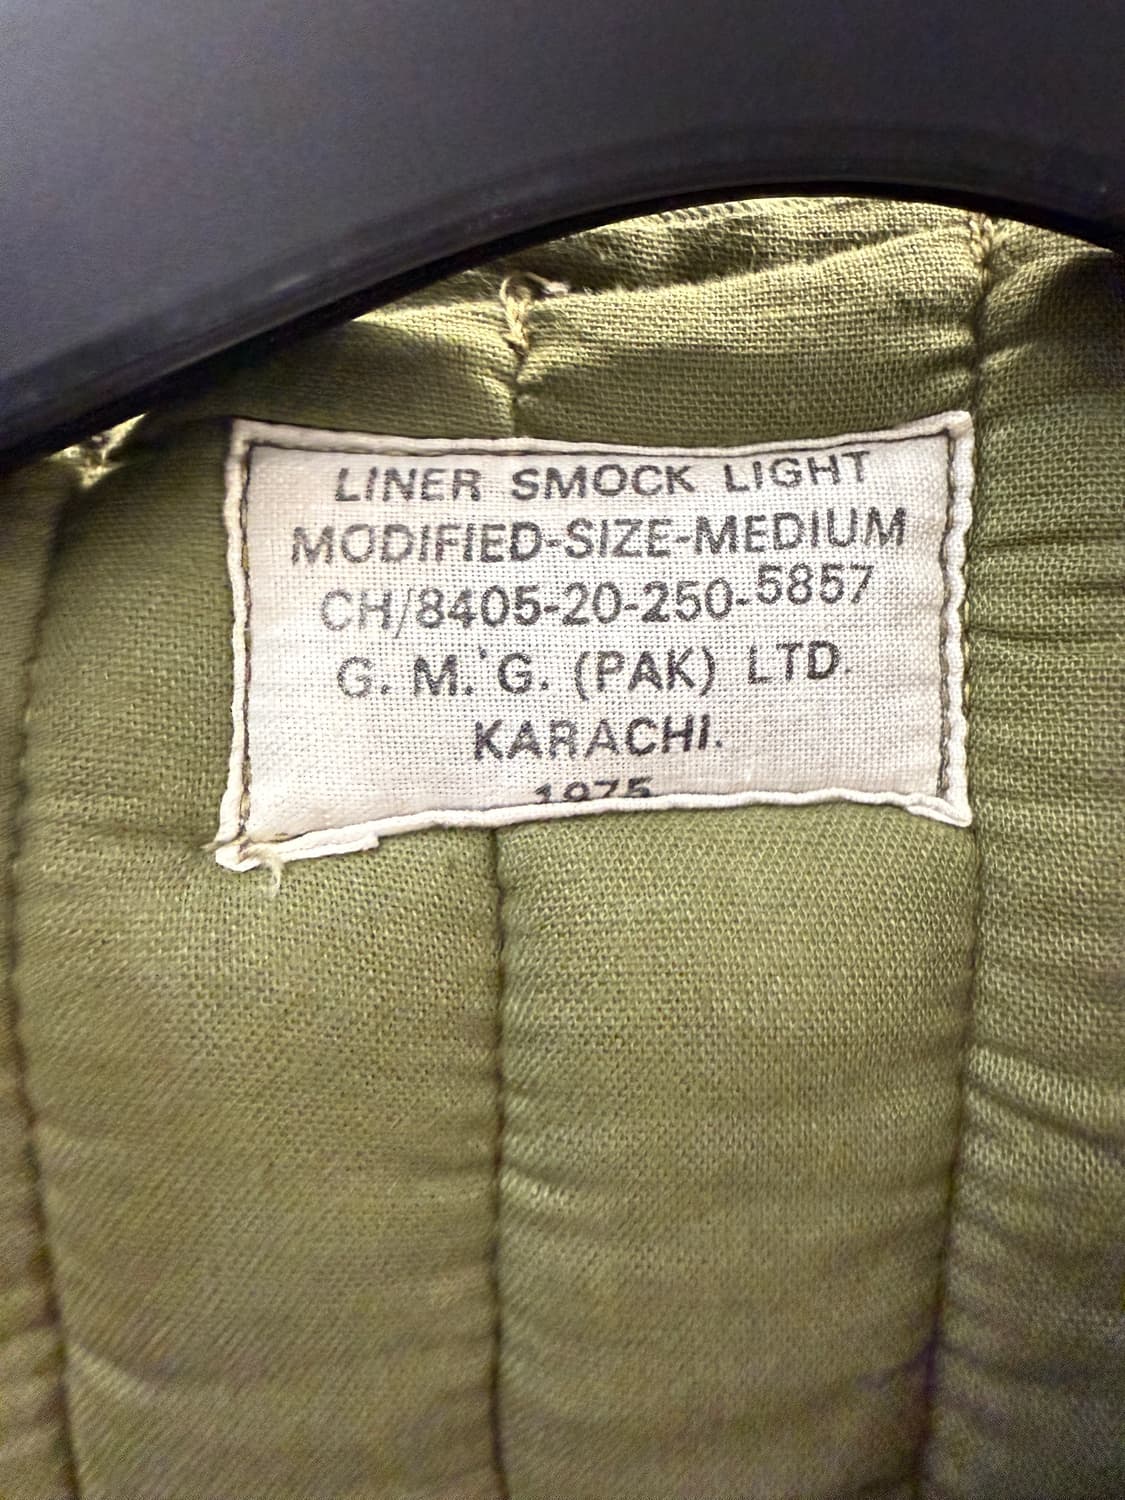 LINER SMOCK LIGHT
MODIFIED-SIZE-MEDIUM
CH/8405-20-250-5857
G. M. G. (PAK) LTD.
KARACHI.
1975